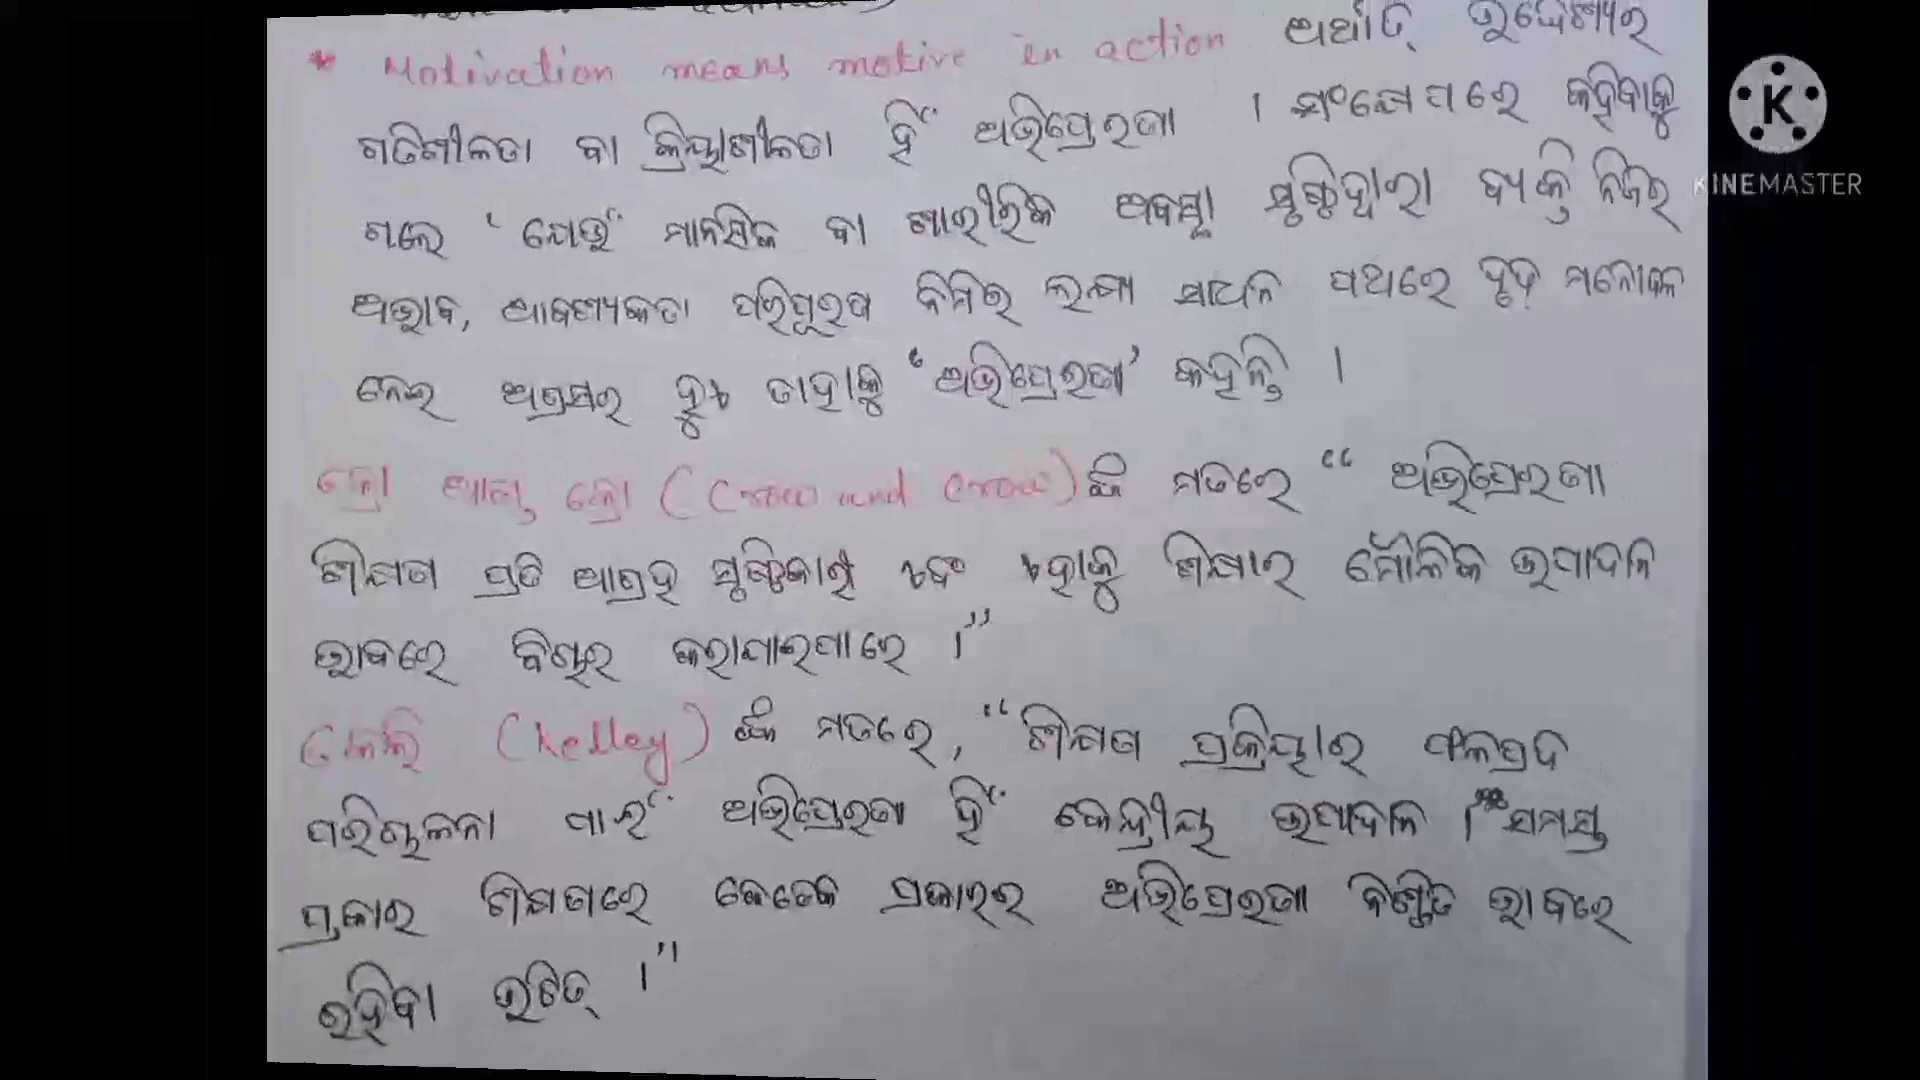 * Motivation means motive in action ଅର୍ଥାତ୍ ଉଦ୍ଦେଶ୍ୟର
ଗତିଶୀଳତା ବା କ୍ରିୟାଶୀଳତା ହିଁ ଅଭିପ୍ରେରଣା । ସଂକ୍ଷେପରେ କହିବାକୁ
ଗଲେ ' ଯେଉଁ ମାନସିକ ବା ଶାରୀରିକ ଅବସ୍ଥା ସୃଷ୍ଟିଦ୍ୱାରା ବ୍ୟକ୍ତି ନିଜର
ଅଭାବ, ଆବଶ୍ୟକତା ପରିପୂରଣ ନିମିତ୍ତ ଲକ୍ଷ୍ୟ ସାଧନ ପଥରେ ଦୃଢ଼ ମନୋବଳ
ନେଇ ଅଗ୍ରସର ହୁଏ ତାହାକୁ 'ଅଭିପ୍ରେରଣା' କହନ୍ତି ।
କ୍ରୋ ଆଣ୍ଡ କ୍ରୋ (Crow and Crow) ଙ୍କ ମତରେ “ ଅଭିପ୍ରେରଣା
ଶିକ୍ଷଣ ପ୍ରତି ଆଗ୍ରହ ସୃଷ୍ଟିକାରୀ ଏବଂ ଏହାକୁ ଶିକ୍ଷାର ମୌଳିକ ଉପାଦାନ
ଭାବରେ ବିଚାର କରାଯାଇପାରେ ।”
କେଲି (Kelley) ଙ୍କ ମତରେ, “ଶିକ୍ଷଣ ପ୍ରକ୍ରିୟାର ଫଳପ୍ରଦ
ପରିଚାଳନା ପାଇଁ ଅଭିପ୍ରେରଣା ହିଁ କେନ୍ଦ୍ରୀୟ ଉପାଦାନ । ସମସ୍ତ
ପ୍ରକାର ଶିକ୍ଷଣରେ କେତେକ ପ୍ରକାରର ଅଭିପ୍ରେରଣା ନିଶ୍ଚିତ ଭାବରେ
ରହିବା ଉଚିତ୍ ।”
K
KINEMASTER